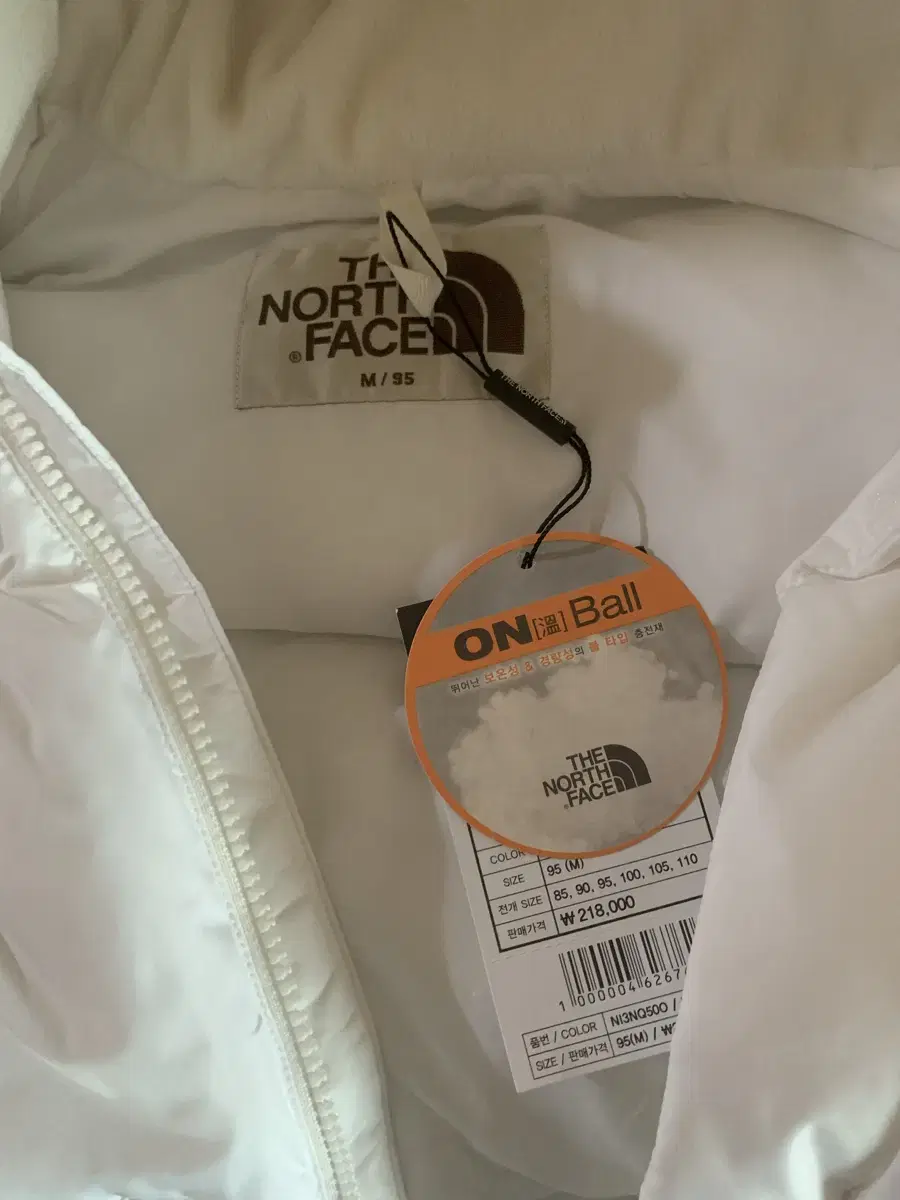 THE
NORTH
FACE
®
M / 95
THE NORTH FACE
ON[溫] Ball
뛰어난 보온성 & 경량성의 볼 타입 충전재
THE
NORTH
FACE
COLOR
SIZE 95 (M)
전개 SIZE 85, 90, 95, 100, 105, 110
판매가격 ₩218,000
1 000004 6267
품번 / COLOR NI3NQ50O /
SIZE / 판매가격 95(M) / ₩